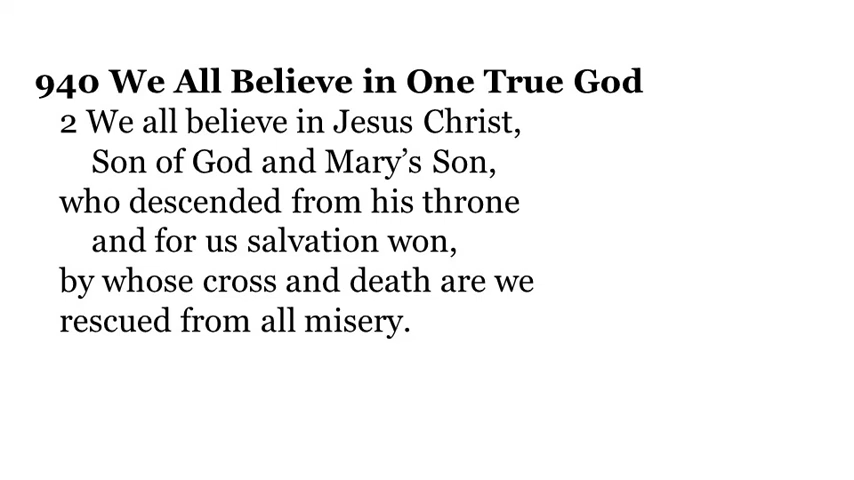 940 We All Believe in One True God
2 We all believe in Jesus Christ,
Son of God and Mary’s Son,
who descended from his throne
and for us salvation won,
by whose cross and death are we
rescued from all misery.